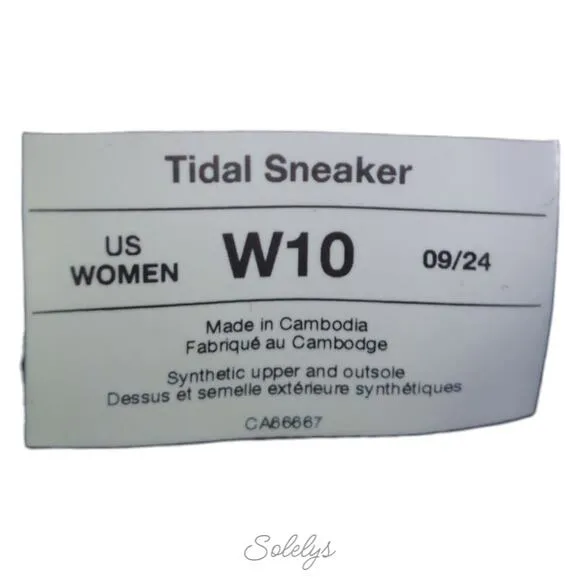 Tidal Sneaker
US
WOMEN
W10
09/24
Made in Cambodia
Fabriqué au Cambodge
Synthetic upper and outsole
Dessus et semelle extérieure synthétiques
CA66667
Solelys